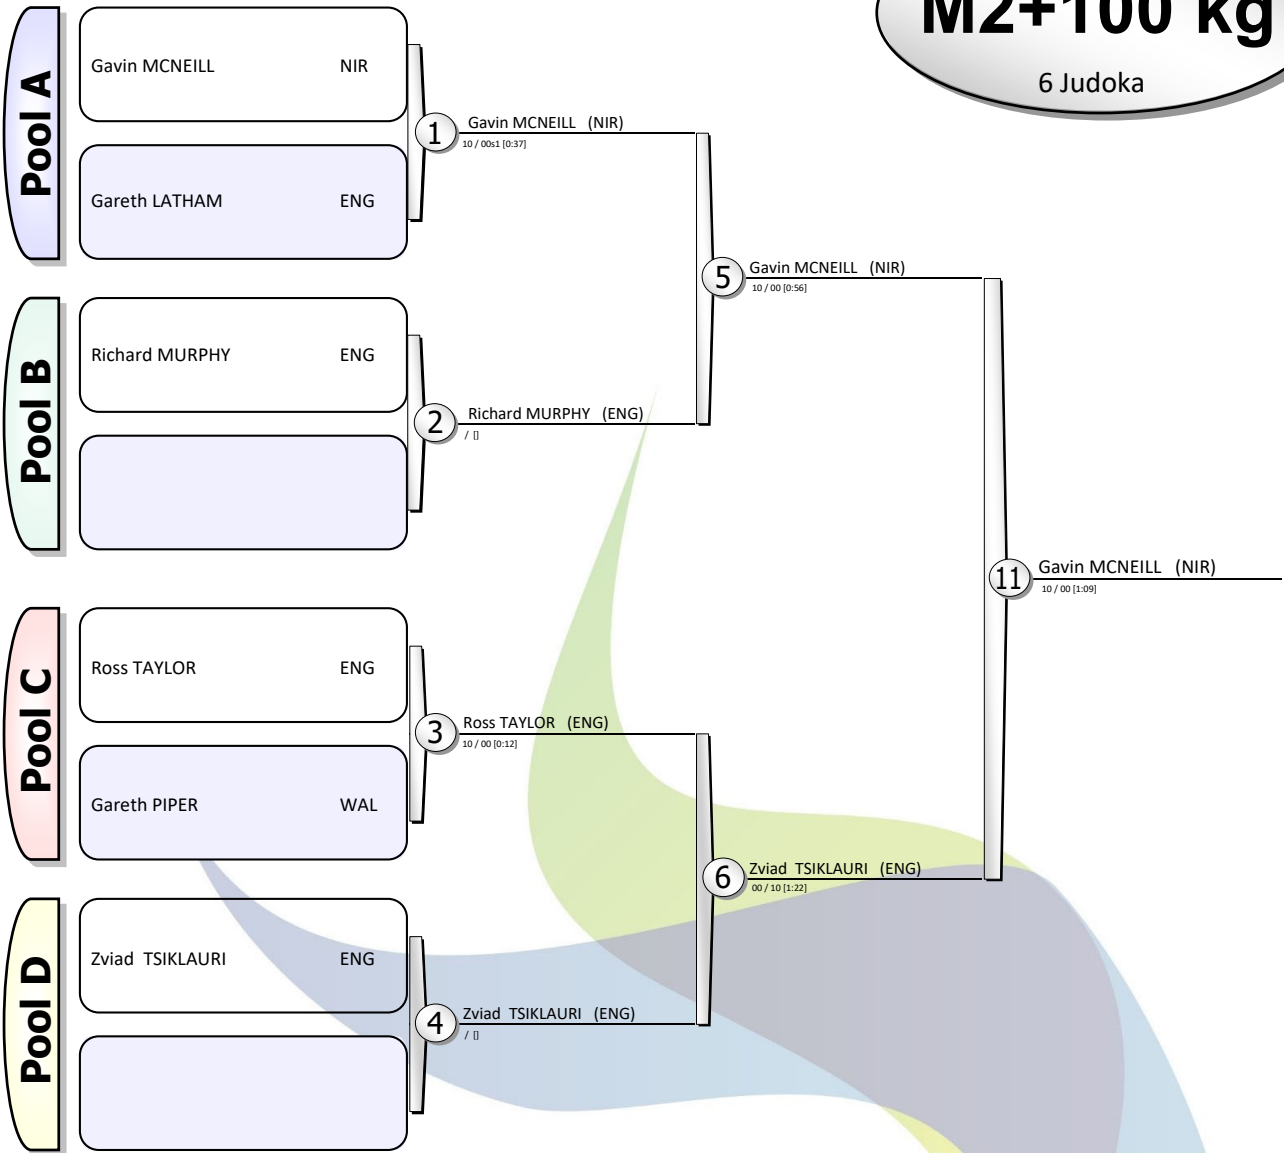 M2+100 kg
6 Judoka
Pool A
Gavin MCNEILL NIR
Gareth LATHAM ENG
1
Gavin MCNEILL (NIR)
10 / 00s1 [0:37]
Pool B
Richard MURPHY ENG
2
Richard MURPHY (ENG)
/ []
5
Gavin MCNEILL (NIR)
10 / 00 [0:56]
Pool C
Ross TAYLOR ENG
Gareth PIPER WAL
3
Ross TAYLOR (ENG)
10 / 00 [0:12]
Pool D
Zviad TSIKLAURI ENG
4
Zviad TSIKLAURI (ENG)
/ []
6
Zviad TSIKLAURI (ENG)
00 / 10 [1:22]
11
Gavin MCNEILL (NIR)
10 / 00 [1:09]